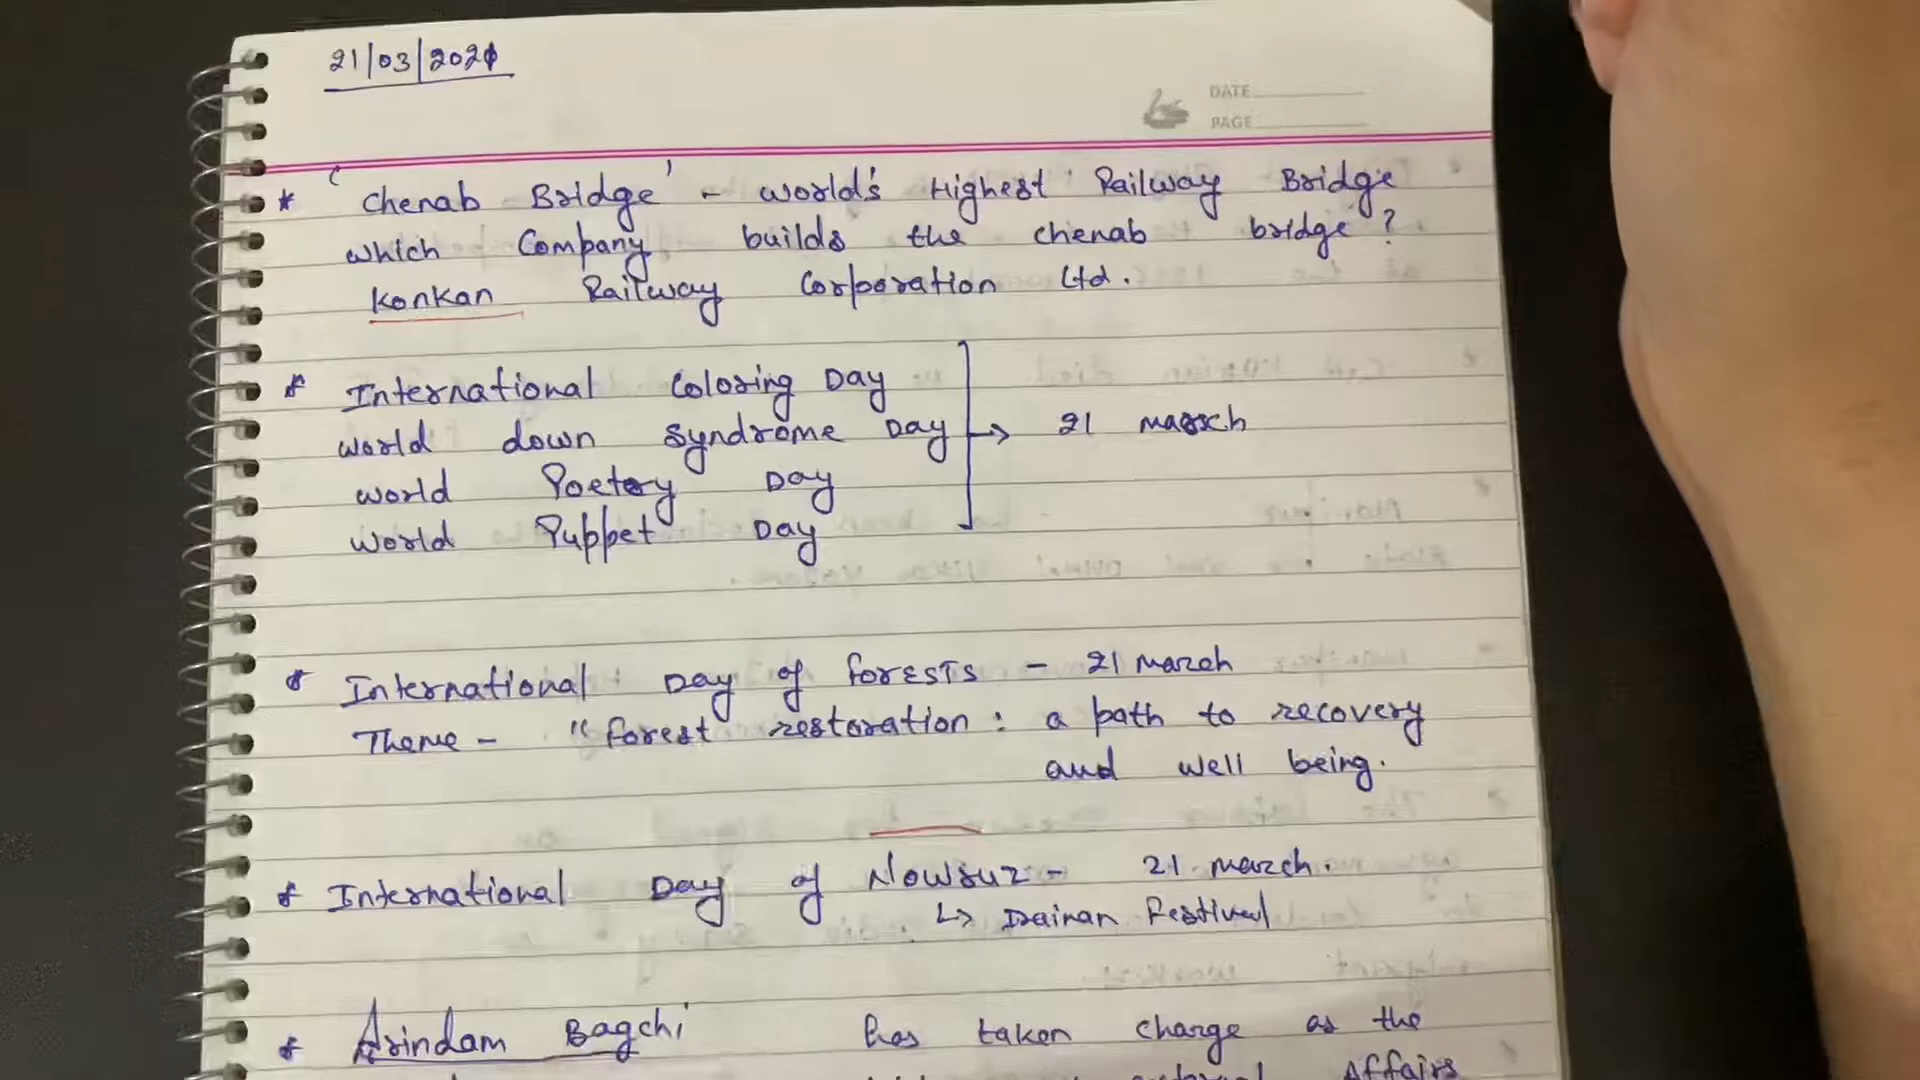 21/03/2021
DATE
PAGE
* 'Chenab Bridge' - world's Highest Railway Bridge
which Company builds the chenab bridge?
Konkan Railway Corporation Ltd.
* International Coloring Day
world down syndrome Day → 21 march
world Poetry Day
world Puppet Day
* International Day of forests - 21 march
Theme - "forest restoration: a path to recovery
and well being.
* International Day of Nowruz - 21 march.
↳ Festival
* Arindam Bagchi has taken charge as the
Affairs